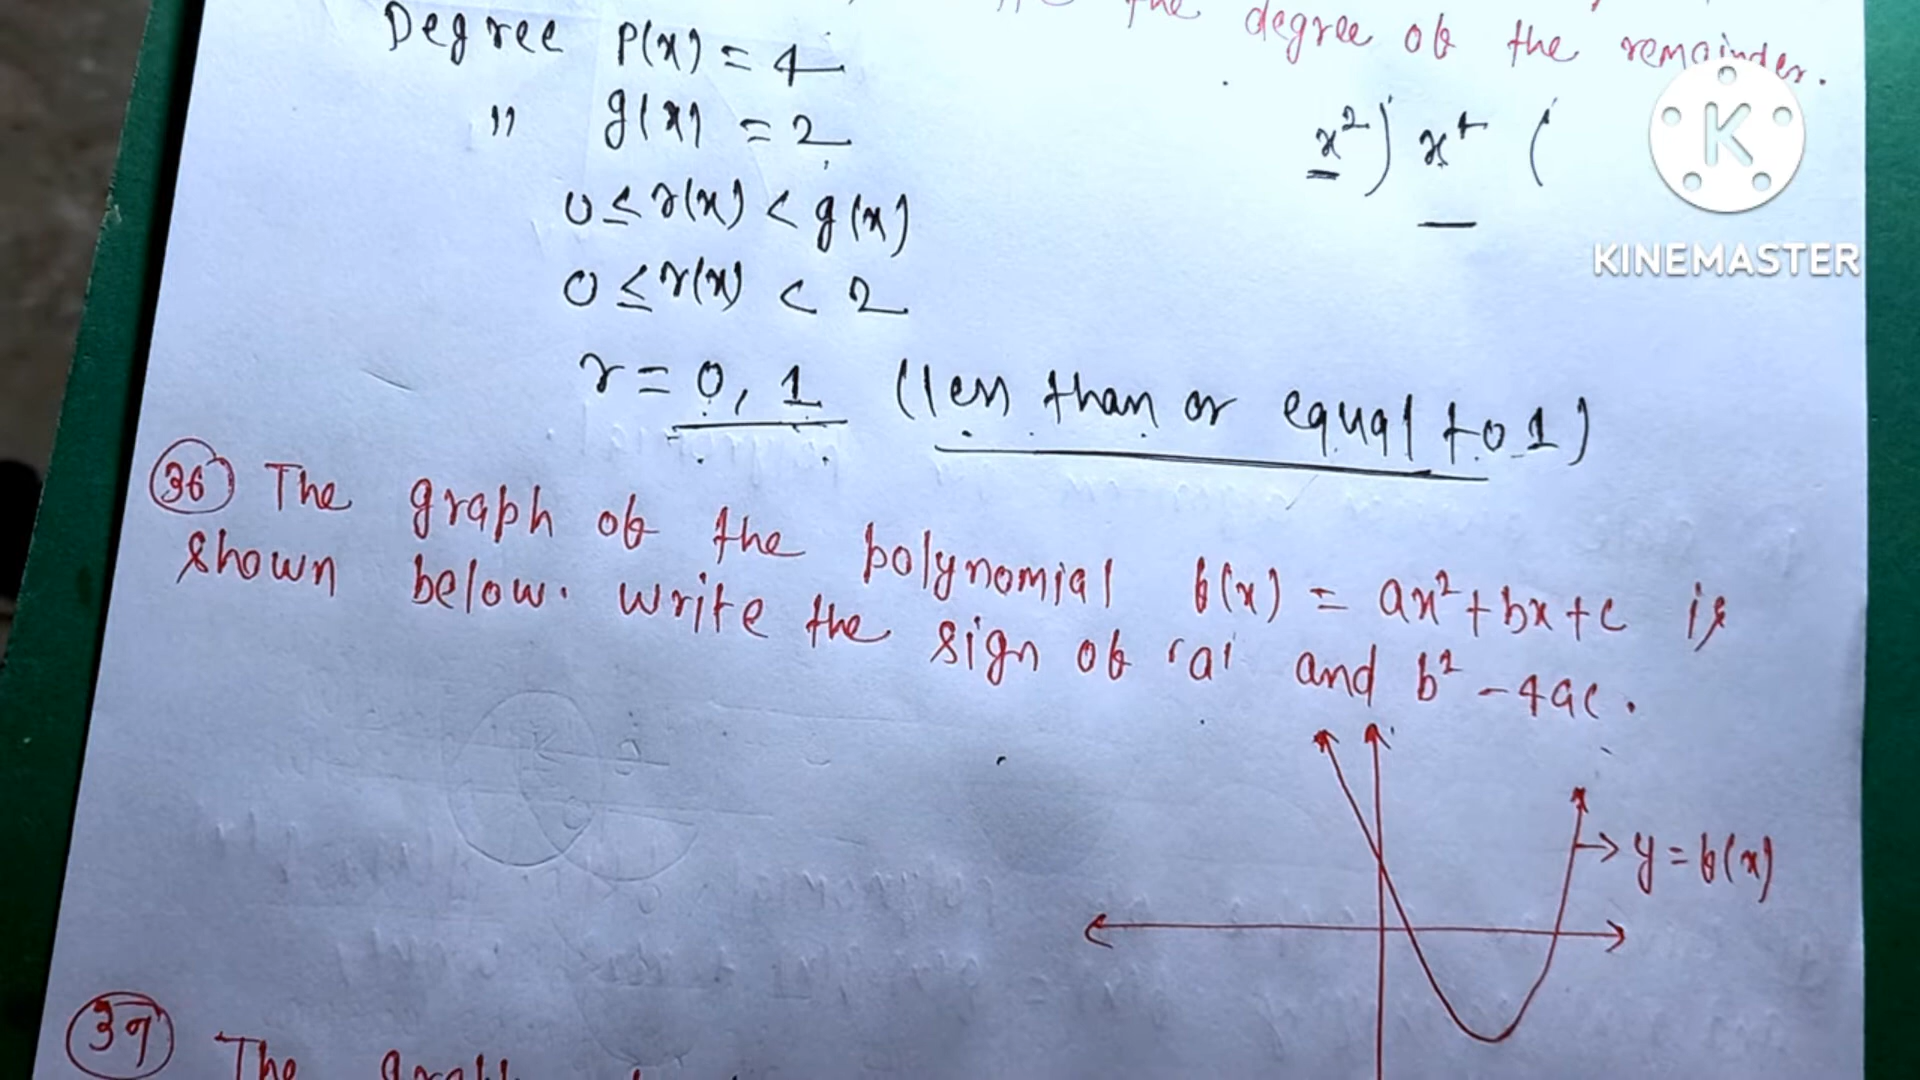 the degree of the remainder.
Degree P(x) = 4
" g(x) = 2
x²) x⁴ (
0 ≤ r(x) < g(x)
0 ≤ r(x) < 2
r = 0, 1 (less than or equal to 1)
KINEMASTER
36 The graph of the polynomial f(x) = ax² + bx + c is
shown below. write the sign of 'a' and b² - 4ac.
y = f(x)
The graph